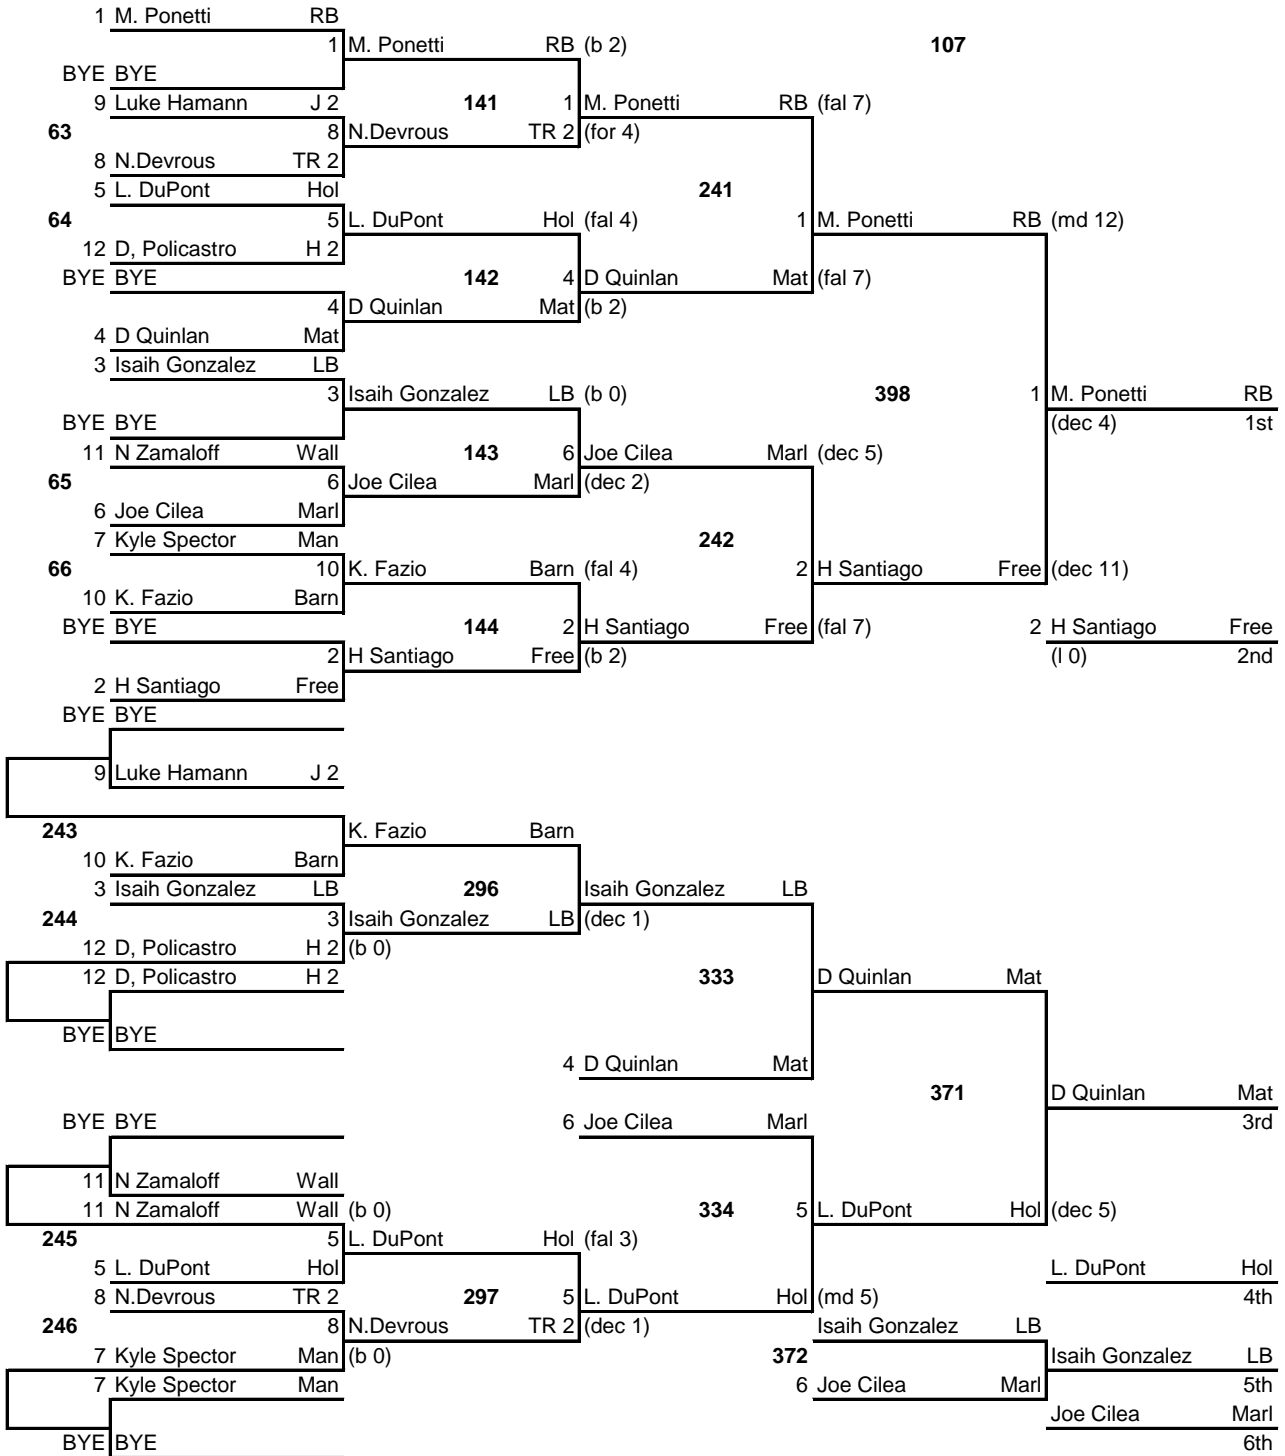 1 M. Ponetti RB
1 M. Ponetti RB (b 2) 107
BYE BYE
9 Luke Hamann J 2 141 1 M. Ponetti RB (fal 7)
63 8 N.Devrous TR 2 (for 4)
8 N.Devrous TR 2
5 L. DuPont Hol 241
64 5 L. DuPont Hol (fal 4) 1 M. Ponetti RB (md 12)
12 D, Policastro H 2
BYE BYE 142 4 D Quinlan Mat (fal 7)
4 D Quinlan Mat (b 2)
4 D Quinlan Mat
3 Isaih Gonzalez LB
3 Isaih Gonzalez LB (b 0) 398 1 M. Ponetti RB
BYE BYE (dec 4) 1st
11 N Zamaloff Wall 143 6 Joe Cilea Marl (dec 5)
65 6 Joe Cilea Marl (dec 2)
6 Joe Cilea Marl
7 Kyle Spector Man 242
66 10 K. Fazio Barn (fal 4) 2 H Santiago Free (dec 11)
10 K. Fazio Barn
BYE BYE 144 2 H Santiago Free (fal 7) 2 H Santiago Free
2 H Santiago Free (b 2) (l 0) 2nd
2 H Santiago Free
BYE BYE
9 Luke Hamann J 2
243 K. Fazio Barn
10 K. Fazio Barn
3 Isaih Gonzalez LB 296 Isaih Gonzalez LB
244 3 Isaih Gonzalez LB (dec 1)
12 D, Policastro H 2 (b 0)
12 D, Policastro H 2 333 D Quinlan Mat
BYE BYE
4 D Quinlan Mat
371 D Quinlan Mat
BYE BYE 6 Joe Cilea Marl 3rd
11 N Zamaloff Wall
11 N Zamaloff Wall (b 0) 334 5 L. DuPont Hol (dec 5)
245 5 L. DuPont Hol (fal 3)
5 L. DuPont Hol L. DuPont Hol
8 N.Devrous TR 2 297 5 L. DuPont Hol (md 5) 4th
246 8 N.Devrous TR 2 (dec 1) Isaih Gonzalez LB
7 Kyle Spector Man (b 0) 372 Isaih Gonzalez LB
7 Kyle Spector Man 6 Joe Cilea Marl 5th
Joe Cilea Marl
BYE BYE 6th